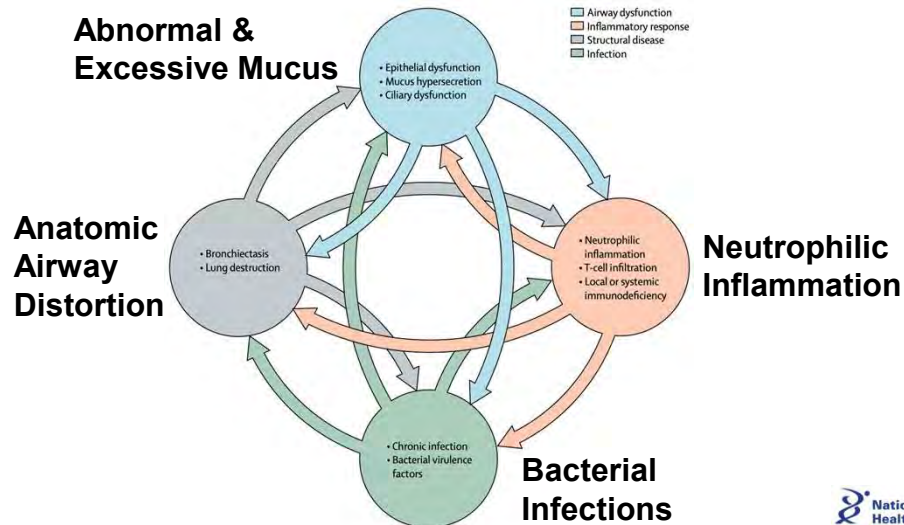 Abnormal &
Excessive Mucus
Airway dysfunction
Inflammatory response
Structural disease
Infection
• Epithelial dysfunction
• Mucus hypersecretion
• Ciliary dysfunction
Anatomic
Airway
Distortion
• Bronchiectasis
• Lung destruction
• Neutrophilic
inflammation
• T-cell infiltration
• Local or systemic
immunodeficiency
Neutrophilic
Inflammation
• Chronic infection
• Bacterial virulence
factors
Bacterial
Infections
Natio
Health